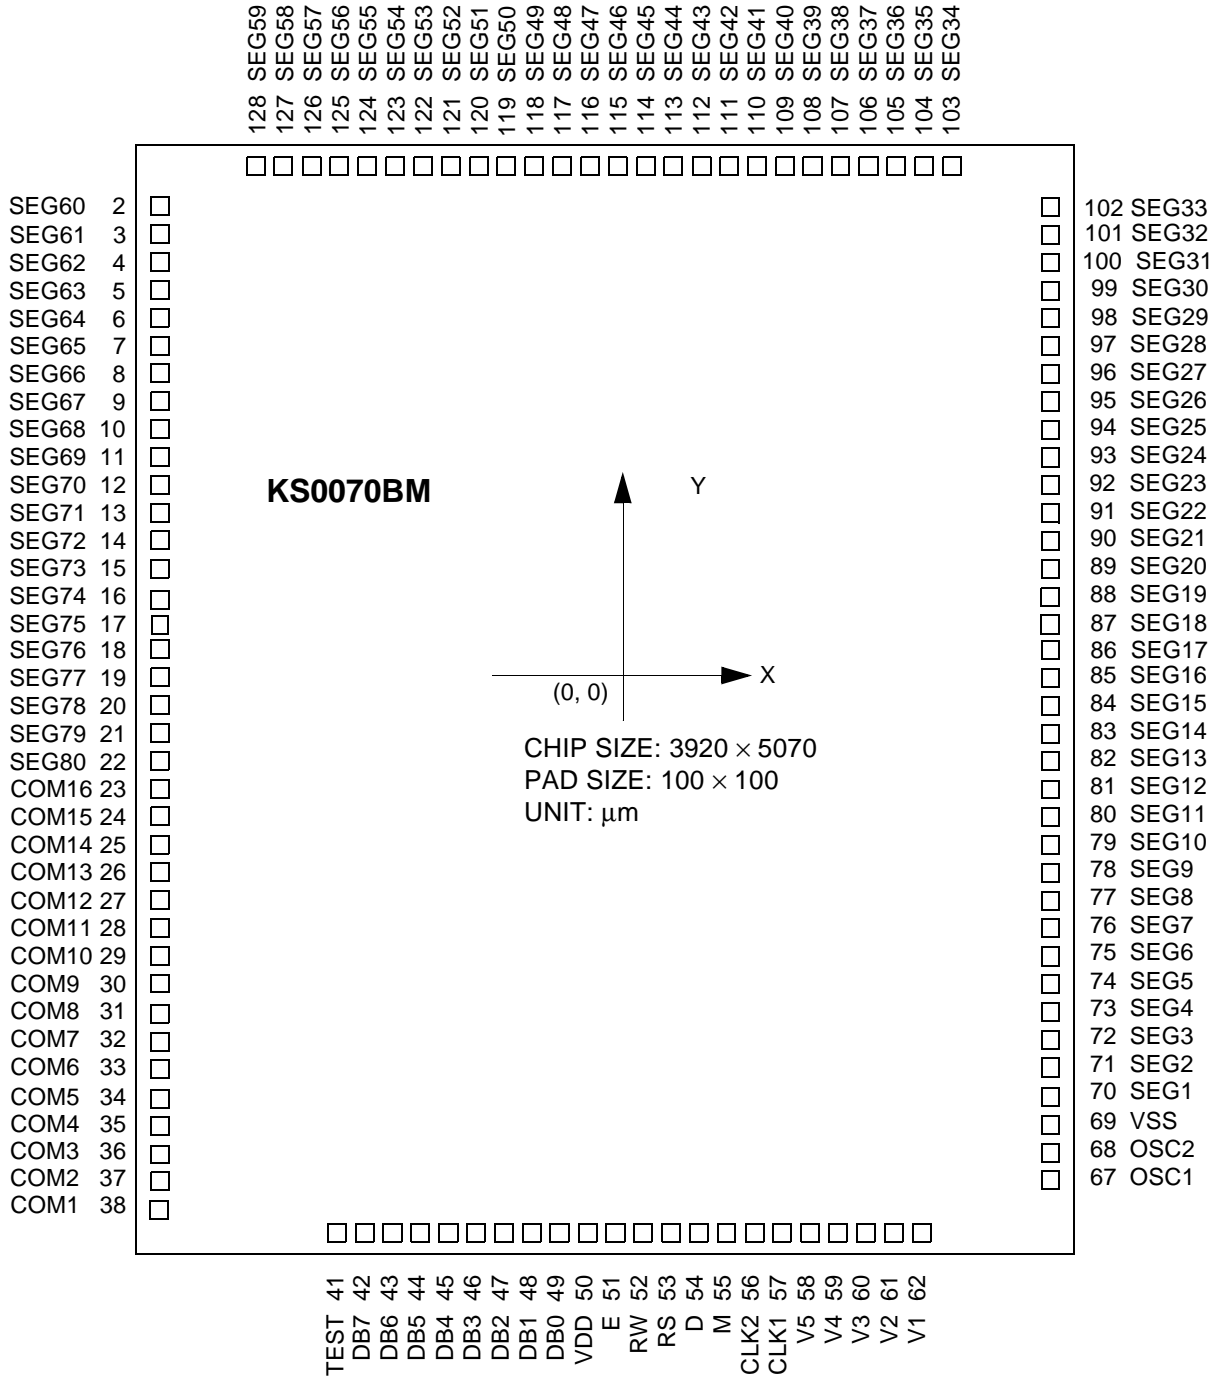 128 SEG59
127 SEG58
126 SEG57
125 SEG56
124 SEG55
123 SEG54
122 SEG53
121 SEG52
120 SEG51
119 SEG50
118 SEG49
117 SEG48
116 SEG47
115 SEG46
114 SEG45
113 SEG44
112 SEG43
111 SEG42
110 SEG41
109 SEG40
108 SEG39
107 SEG38
106 SEG37
105 SEG36
104 SEG35
103 SEG34
SEG60 2
SEG61 3
SEG62 4
SEG63 5
SEG64 6
SEG65 7
SEG66 8
SEG67 9
SEG68 10
SEG69 11
SEG70 12
SEG71 13
SEG72 14
SEG73 15
SEG74 16
SEG75 17
SEG76 18
SEG77 19
SEG78 20
SEG79 21
SEG80 22
COM16 23
COM15 24
COM14 25
COM13 26
COM12 27
COM11 28
COM10 29
COM9 30
COM8 31
COM7 32
COM6 33
COM5 34
COM4 35
COM3 36
COM2 37
COM1 38
KS0070BM
Y
X
(0, 0)
CHIP SIZE: 3920 × 5070
PAD SIZE: 100 × 100
UNIT: μm
102 SEG33
101 SEG32
100 SEG31
99 SEG30
98 SEG29
97 SEG28
96 SEG27
95 SEG26
94 SEG25
93 SEG24
92 SEG23
91 SEG22
90 SEG21
89 SEG20
88 SEG19
87 SEG18
86 SEG17
85 SEG16
84 SEG15
83 SEG14
82 SEG13
81 SEG12
80 SEG11
79 SEG10
78 SEG9
77 SEG8
76 SEG7
75 SEG6
74 SEG5
73 SEG4
72 SEG3
71 SEG2
70 SEG1
69 VSS
68 OSC2
67 OSC1
TEST 41
DB7 42
DB6 43
DB5 44
DB4 45
DB3 46
DB2 47
DB1 48
DB0 49
VDD 50
E 51
RW 52
RS 53
D 54
M 55
CLK2 56
CLK1 57
V5 58
V4 59
V3 60
V2 61
V1 62